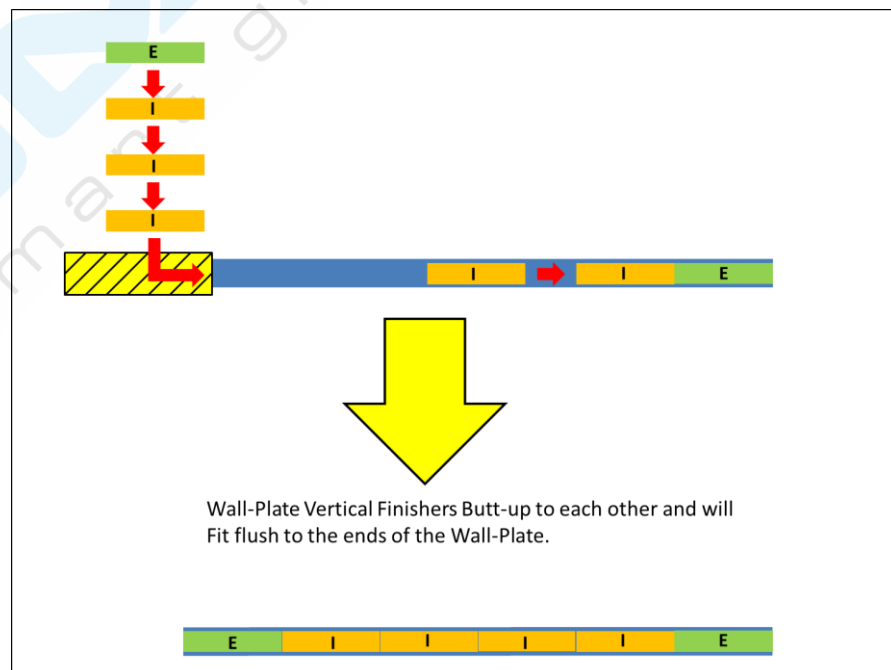 E
I
I
I
I
I
E
Wall-Plate Vertical Finishers Butt-up to each other and will
Fit flush to the ends of the Wall-Plate.
E
I
I
I
I
E